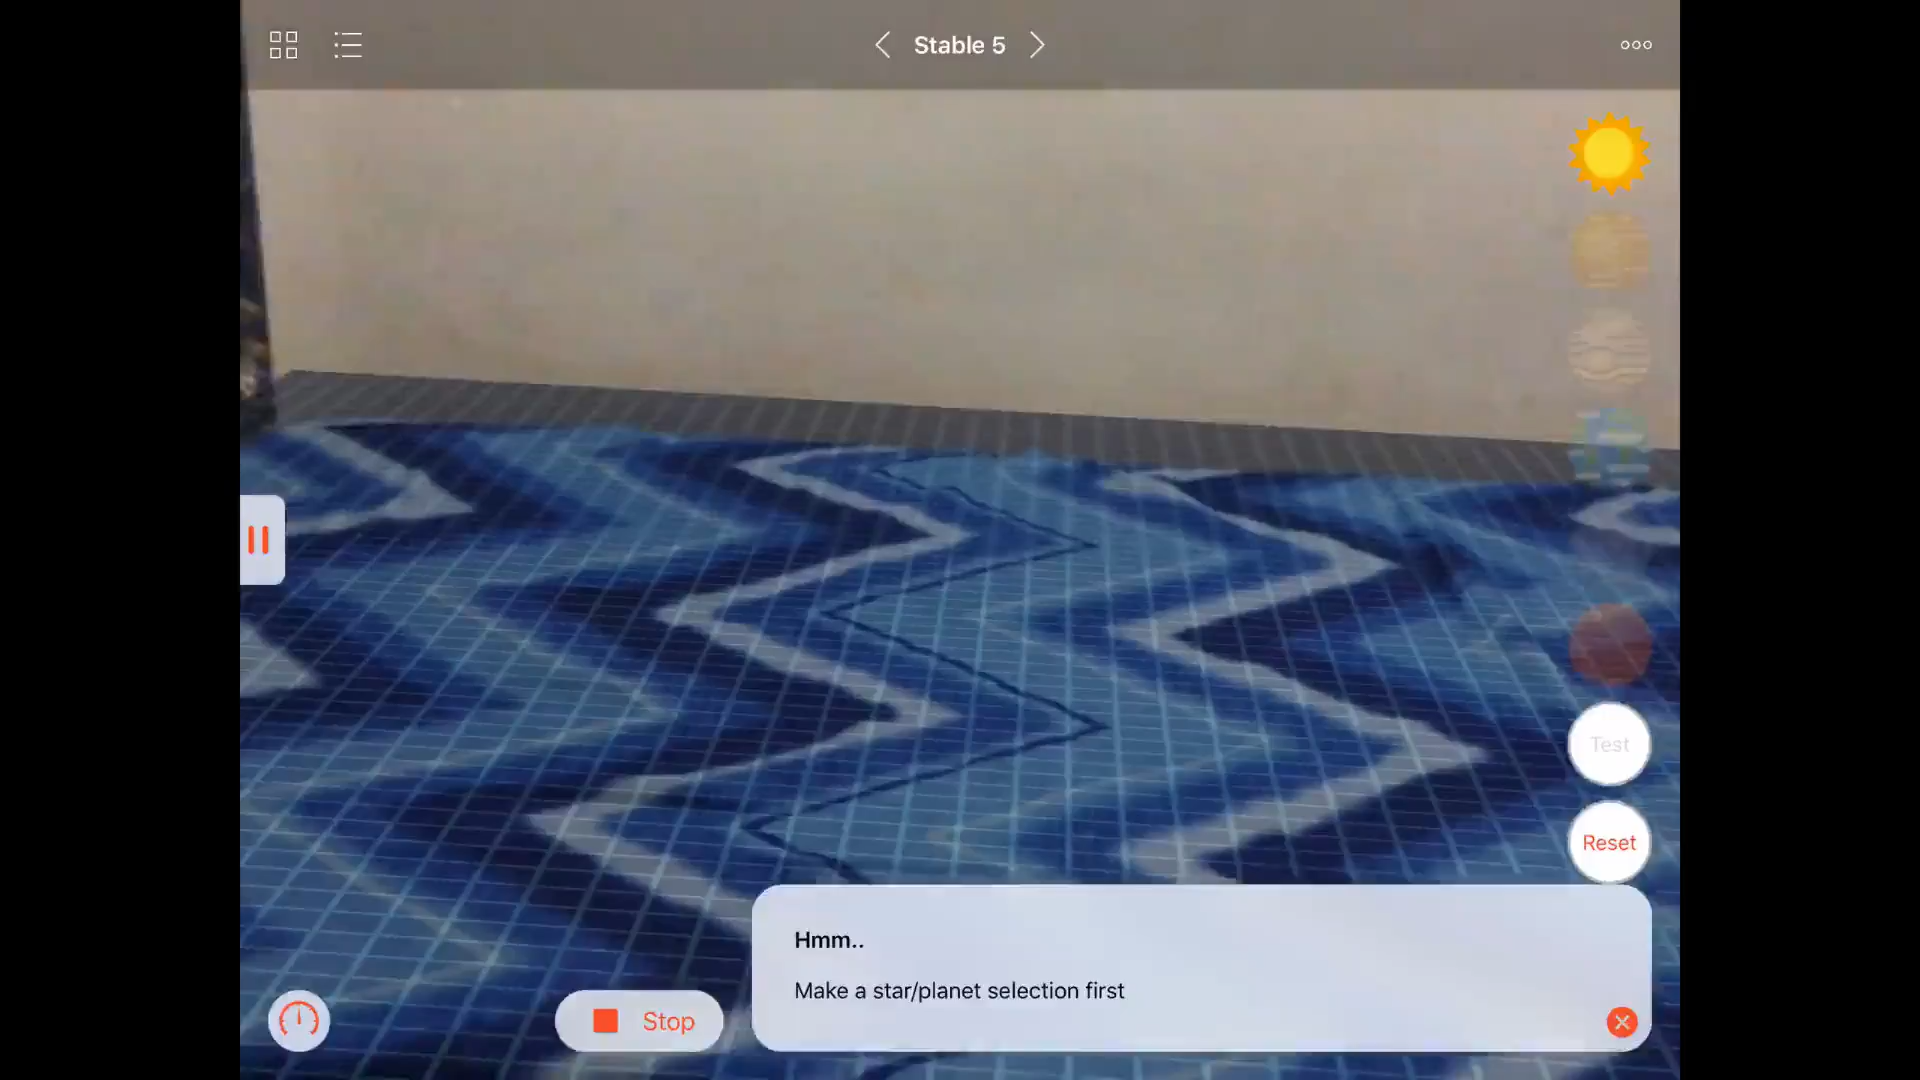 Stable 5
Test
Reset
Hmm..
Make a star/planet selection first
Stop